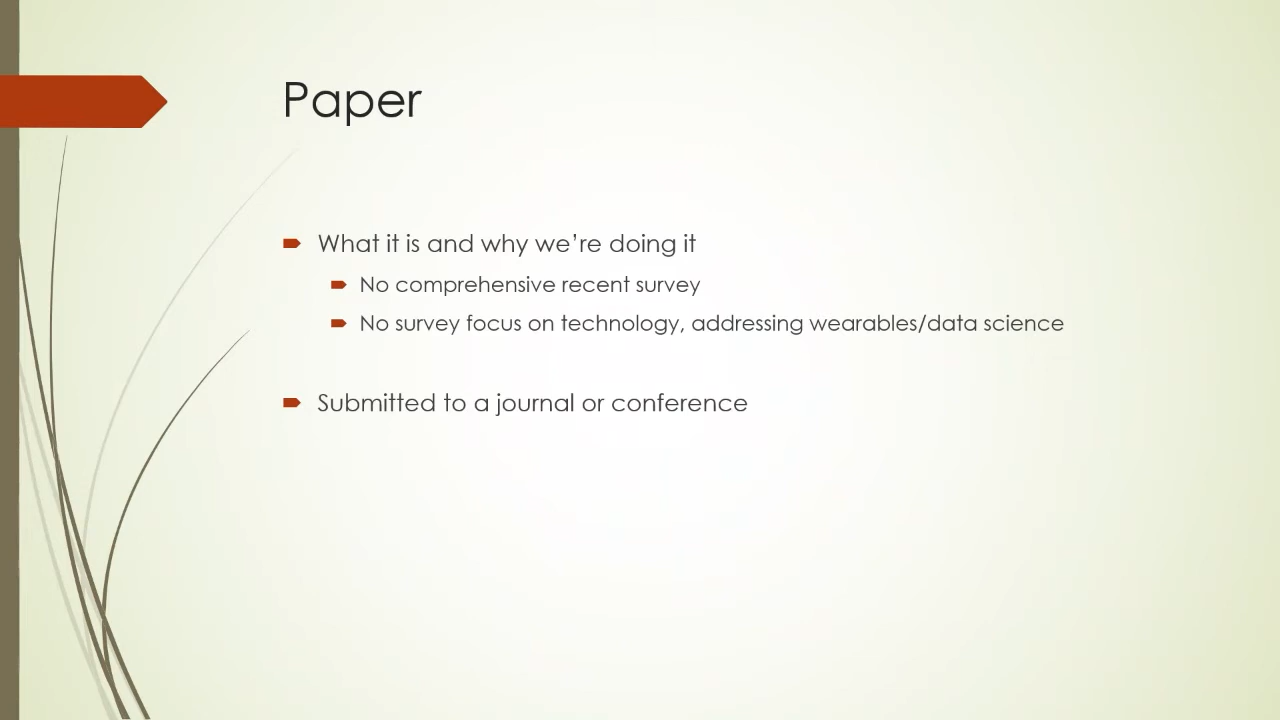 Paper
What it is and why we’re doing it
No comprehensive recent survey
No survey focus on technology, addressing wearables/data science
Submitted to a journal or conference